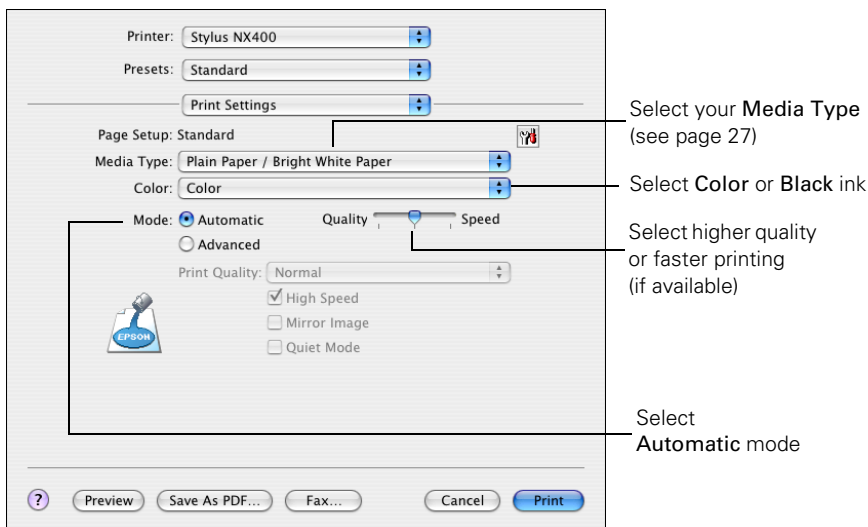 Printer: Stylus NX400
Presets: Standard
Print Settings
Page Setup: Standard
Media Type: Plain Paper / Bright White Paper
Color: Color
Mode: Automatic Quality Speed
Advanced
Print Quality: Normal
High Speed
Mirror Image
Quiet Mode
EPSON
? Preview Save As PDF... Fax... Cancel Print
Select your Media Type
(see page 27)
Select Color or Black ink
Select higher quality
or faster printing
(if available)
Select
Automatic mode